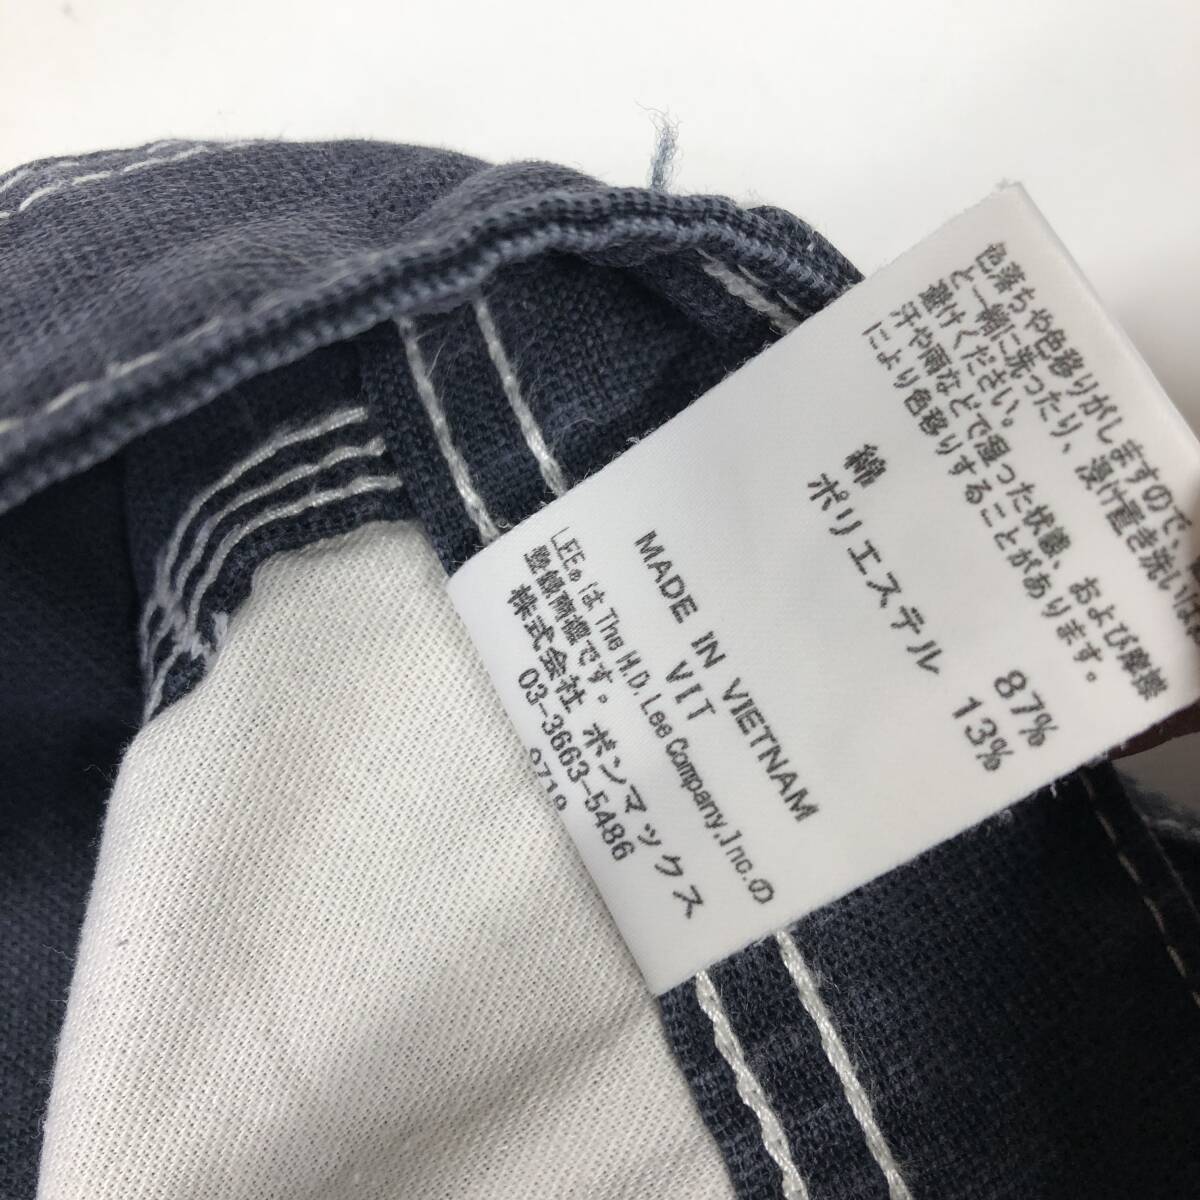 色落ちや色移りがしますので、
と一緒に洗ったり、浸け置き洗いは
避けください。
汗や雨などで湿った状態、および摩擦
により色移りすることがあります。
綿 87%
ポリエステル 13%
MADE IN VIETNAM
VIT
LEE®は The H.D. Lee Company, Inc.の
登録商標です。
株式会社 ボンマックス
03-3663-5486